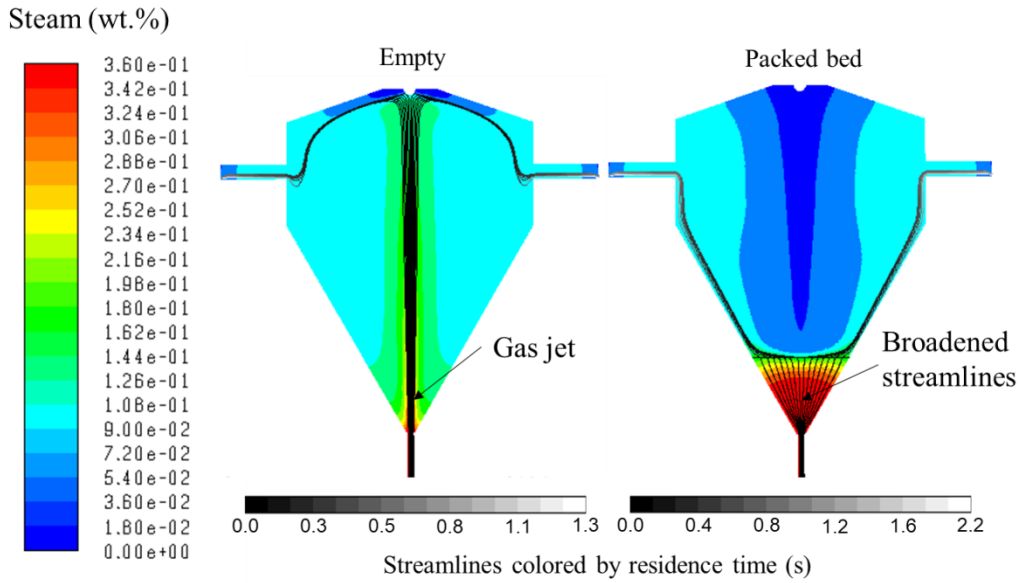 Steam (wt.%)
3.60e-01
3.42e-01
3.24e-01
3.06e-01
2.88e-01
2.70e-01
2.52e-01
2.34e-01
2.16e-01
1.98e-01
1.80e-01
1.62e-01
1.44e-01
1.26e-01
1.08e-01
9.00e-02
7.20e-02
5.40e-02
3.60e-02
1.80e-02
0.00e+00
Empty
Packed bed
Gas jet
Broadened
streamlines
0.0 0.3 0.5 0.8 1.1 1.3
0.0 0.4 0.8 1.2 1.6 2.2
Streamlines colored by residence time (s)